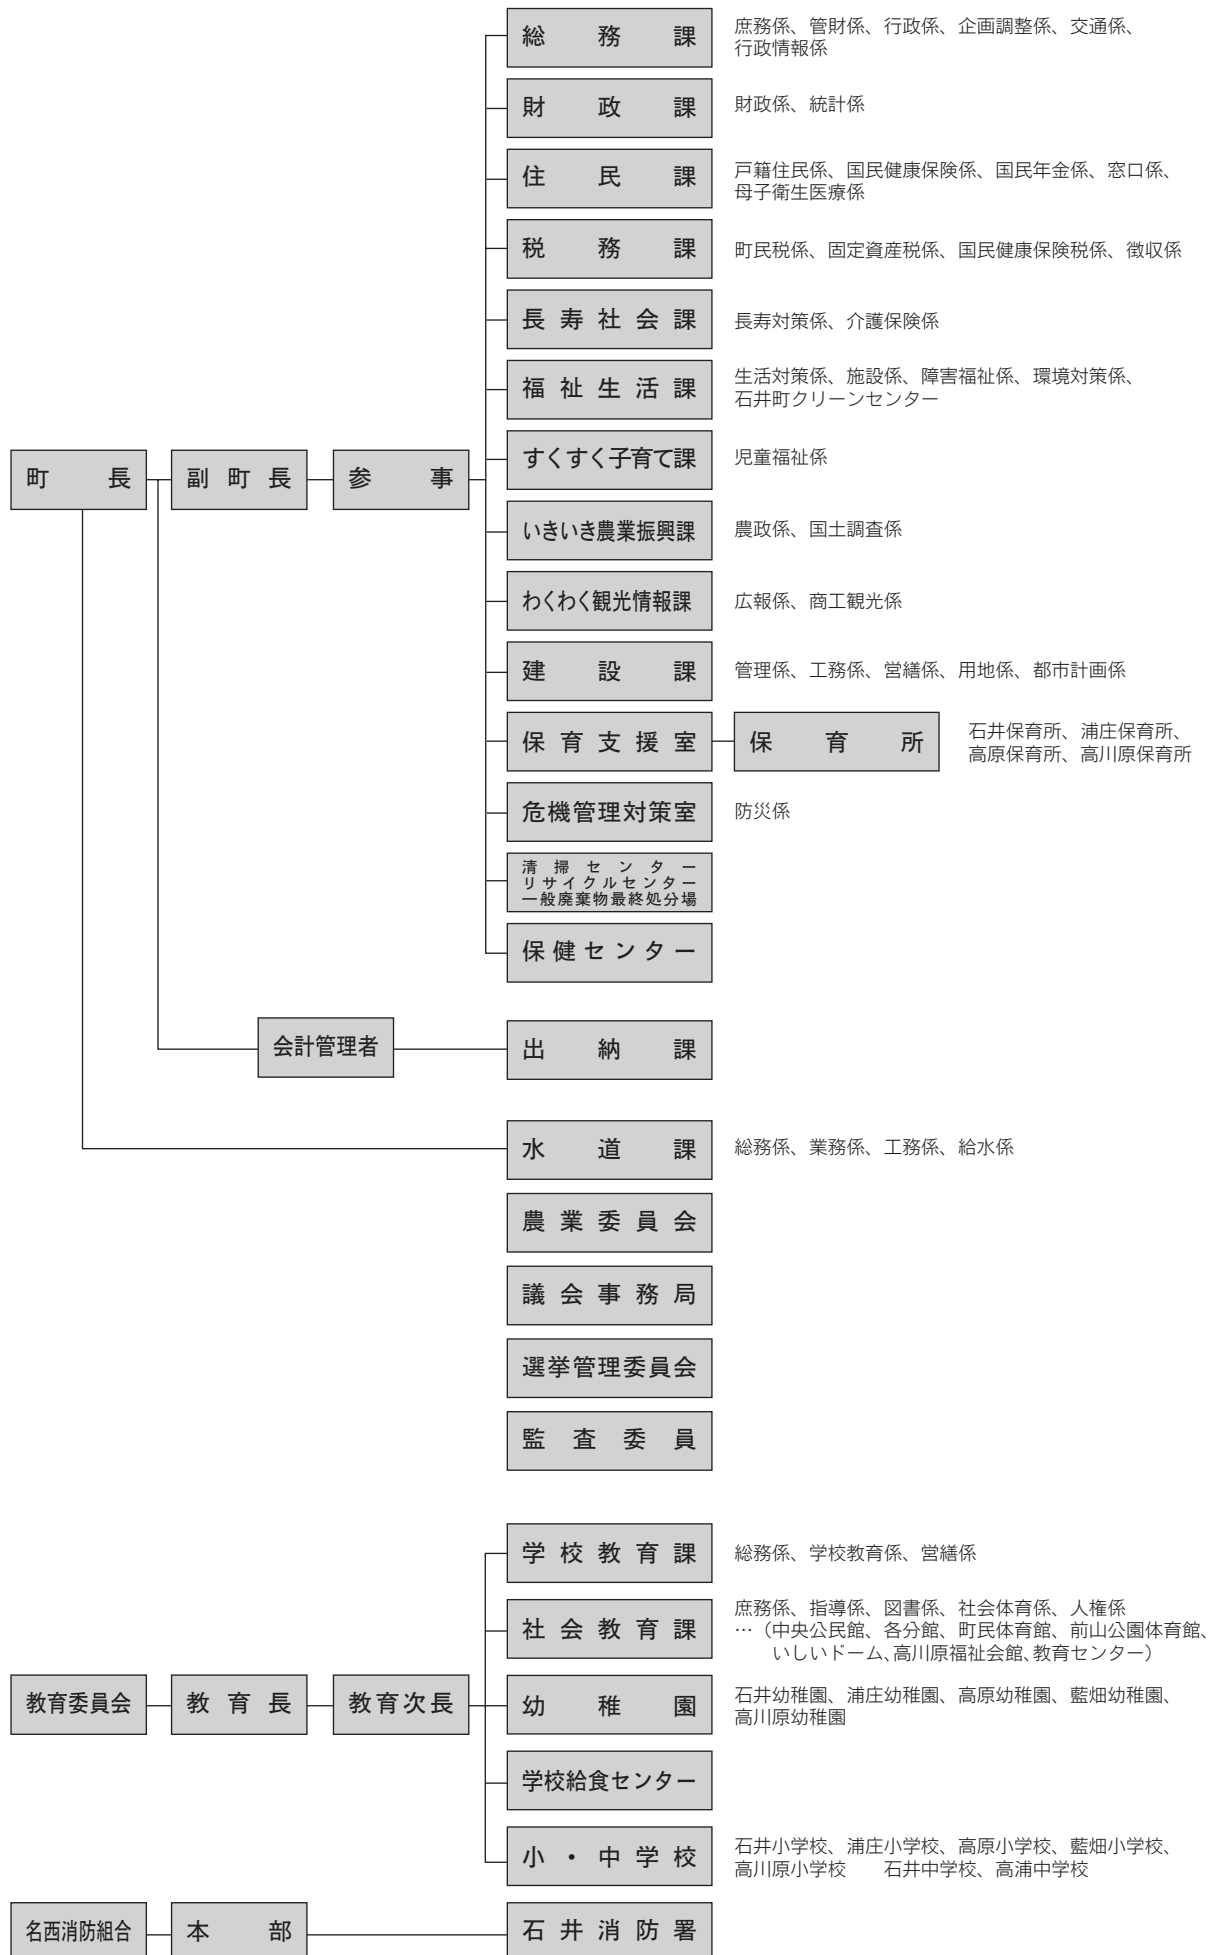 総務課
庶務係、管財係、行政係、企画調整係、交通係、
行政情報係
財政課
財政係、統計係
住民課
戸籍住民係、国民健康保険係、国民年金係、窓口係、
母子衛生医療係
税務課
町民税係、固定資産税係、国民健康保険税係、徴収係
長寿社会課
長寿対策係、介護保険係
福祉生活課
生活対策係、施設係、障害福祉係、環境対策係、
石井町クリーンセンター
町長
副町長
参事
すくすく子育て課
児童福祉係
いきいき農業振興課
農政係、国土調査係
わくわく観光情報課
広報係、商工観光係
建設課
管理係、工務係、営繕係、用地係、都市計画係
保育支援室
保育所
石井保育所、浦庄保育所、
高原保育所、高川原保育所
危機管理対策室
防災係
清掃センター
リサイクルセンター
一般廃棄物最終処分場
保健センター
会計管理者
出納課
水道課
総務係、業務係、工務係、給水係
農業委員会
議会事務局
選挙管理委員会
監査委員
学校教育課
総務係、学校教育係、営繕係
社会教育課
庶務係、指導係、図書係、社会体育係、人権係
…（中央公民館、各分館、町民体育館、前山公園体育館、
いしいドーム、高川原福祉会館、教育センター）
教育委員会
教育長
教育次長
幼稚園
石井幼稚園、浦庄幼稚園、高原幼稚園、藍畑幼稚園、
高川原幼稚園
学校給食センター
小・中学校
石井小学校、浦庄小学校、高原小学校、藍畑小学校、
高川原小学校　　石井中学校、高浦中学校
名西消防組合
本部
石井消防署